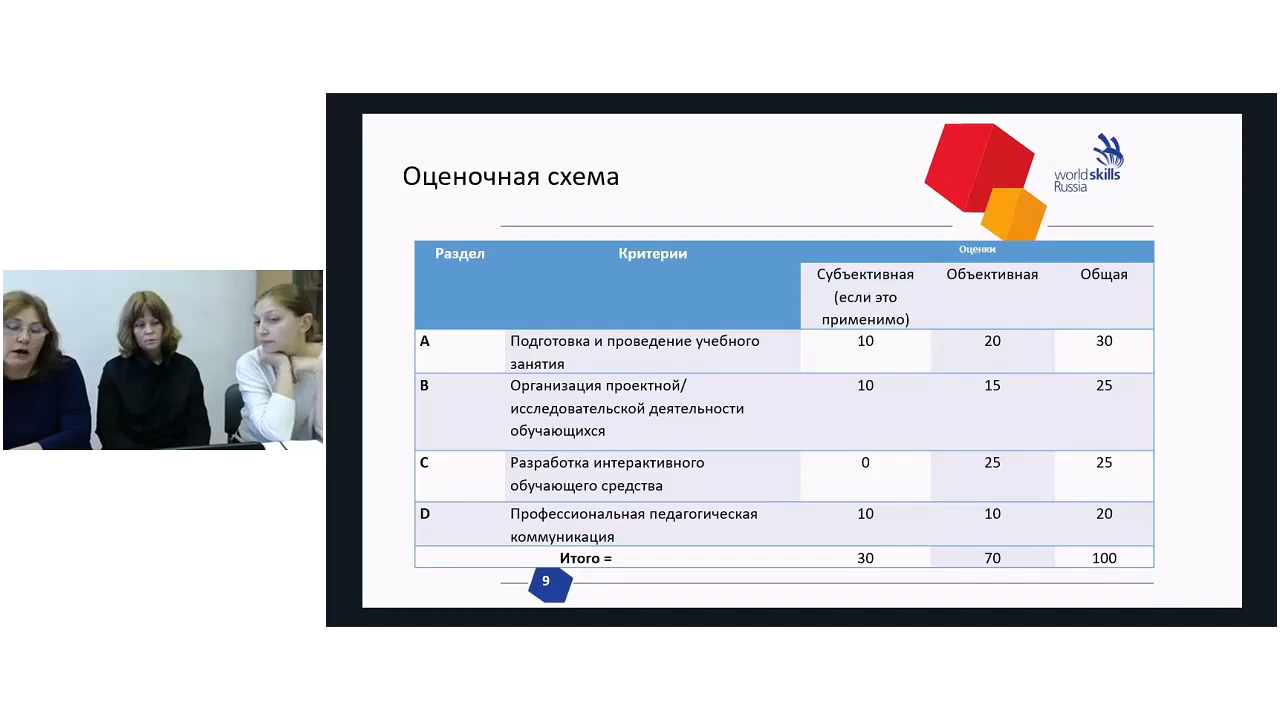 Оценочная схема
world skills
Russia
Раздел Критерии Оценки
Субъективная Объективная Общая
(если это
применимо)
A Подготовка и проведение учебного 10 20 30
занятия
B Организация проектной/ 10 15 25
исследовательской деятельности
обучающихся
C Разработка интерактивного 0 25 25
обучающего средства
D Профессиональная педагогическая 10 10 20
коммуникация
Итого = 30 70 100
9